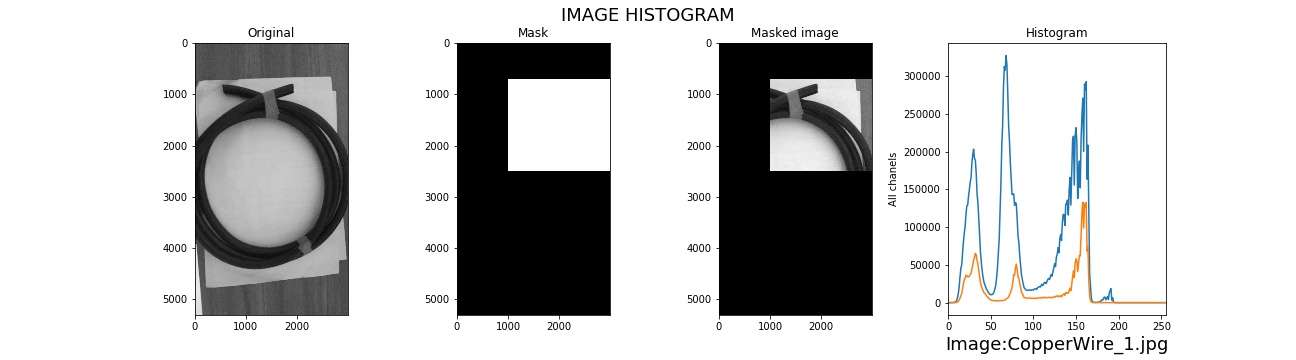 IMAGE HISTOGRAM
Original
Mask
Masked image
Histogram
0
1000
2000
3000
4000
5000
0 1000 2000
0
1000
2000
3000
4000
5000
0 1000 2000
0
1000
2000
3000
4000
5000
0 1000 2000
All chanels
300000
250000
200000
150000
100000
50000
0
0 50 100 150 200 250
Image:CopperWire_1.jpg